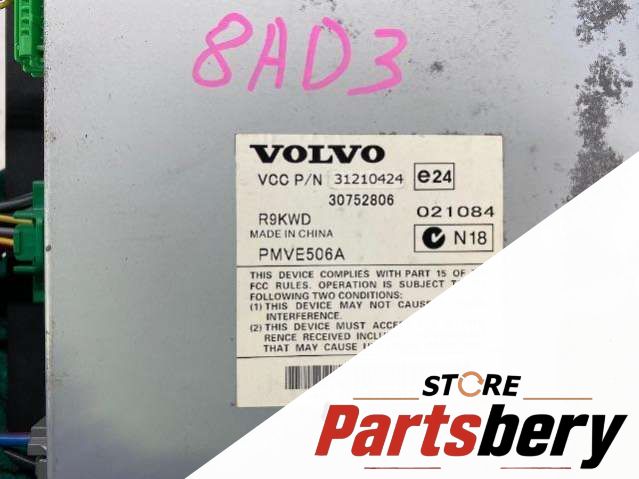 8AD3
VOLVO
VCC P/N 31210424 e24
30752806
R9KWD 021084
MADE IN CHINA
N18
PMVE506A
THIS DEVICE COMPLIES WITH PART 15 OF
FCC RULES. OPERATION IS SUBJECT
FOLLOWING TWO CONDITIONS:
(1) THIS DEVICE MAY NOT CAUSE
INTERFERENCE.
(2) THIS DEVICE MUST ACCEP
RENCE RECEIVED INCLU
THAT MAY CAUSE
STORE
Partsbery